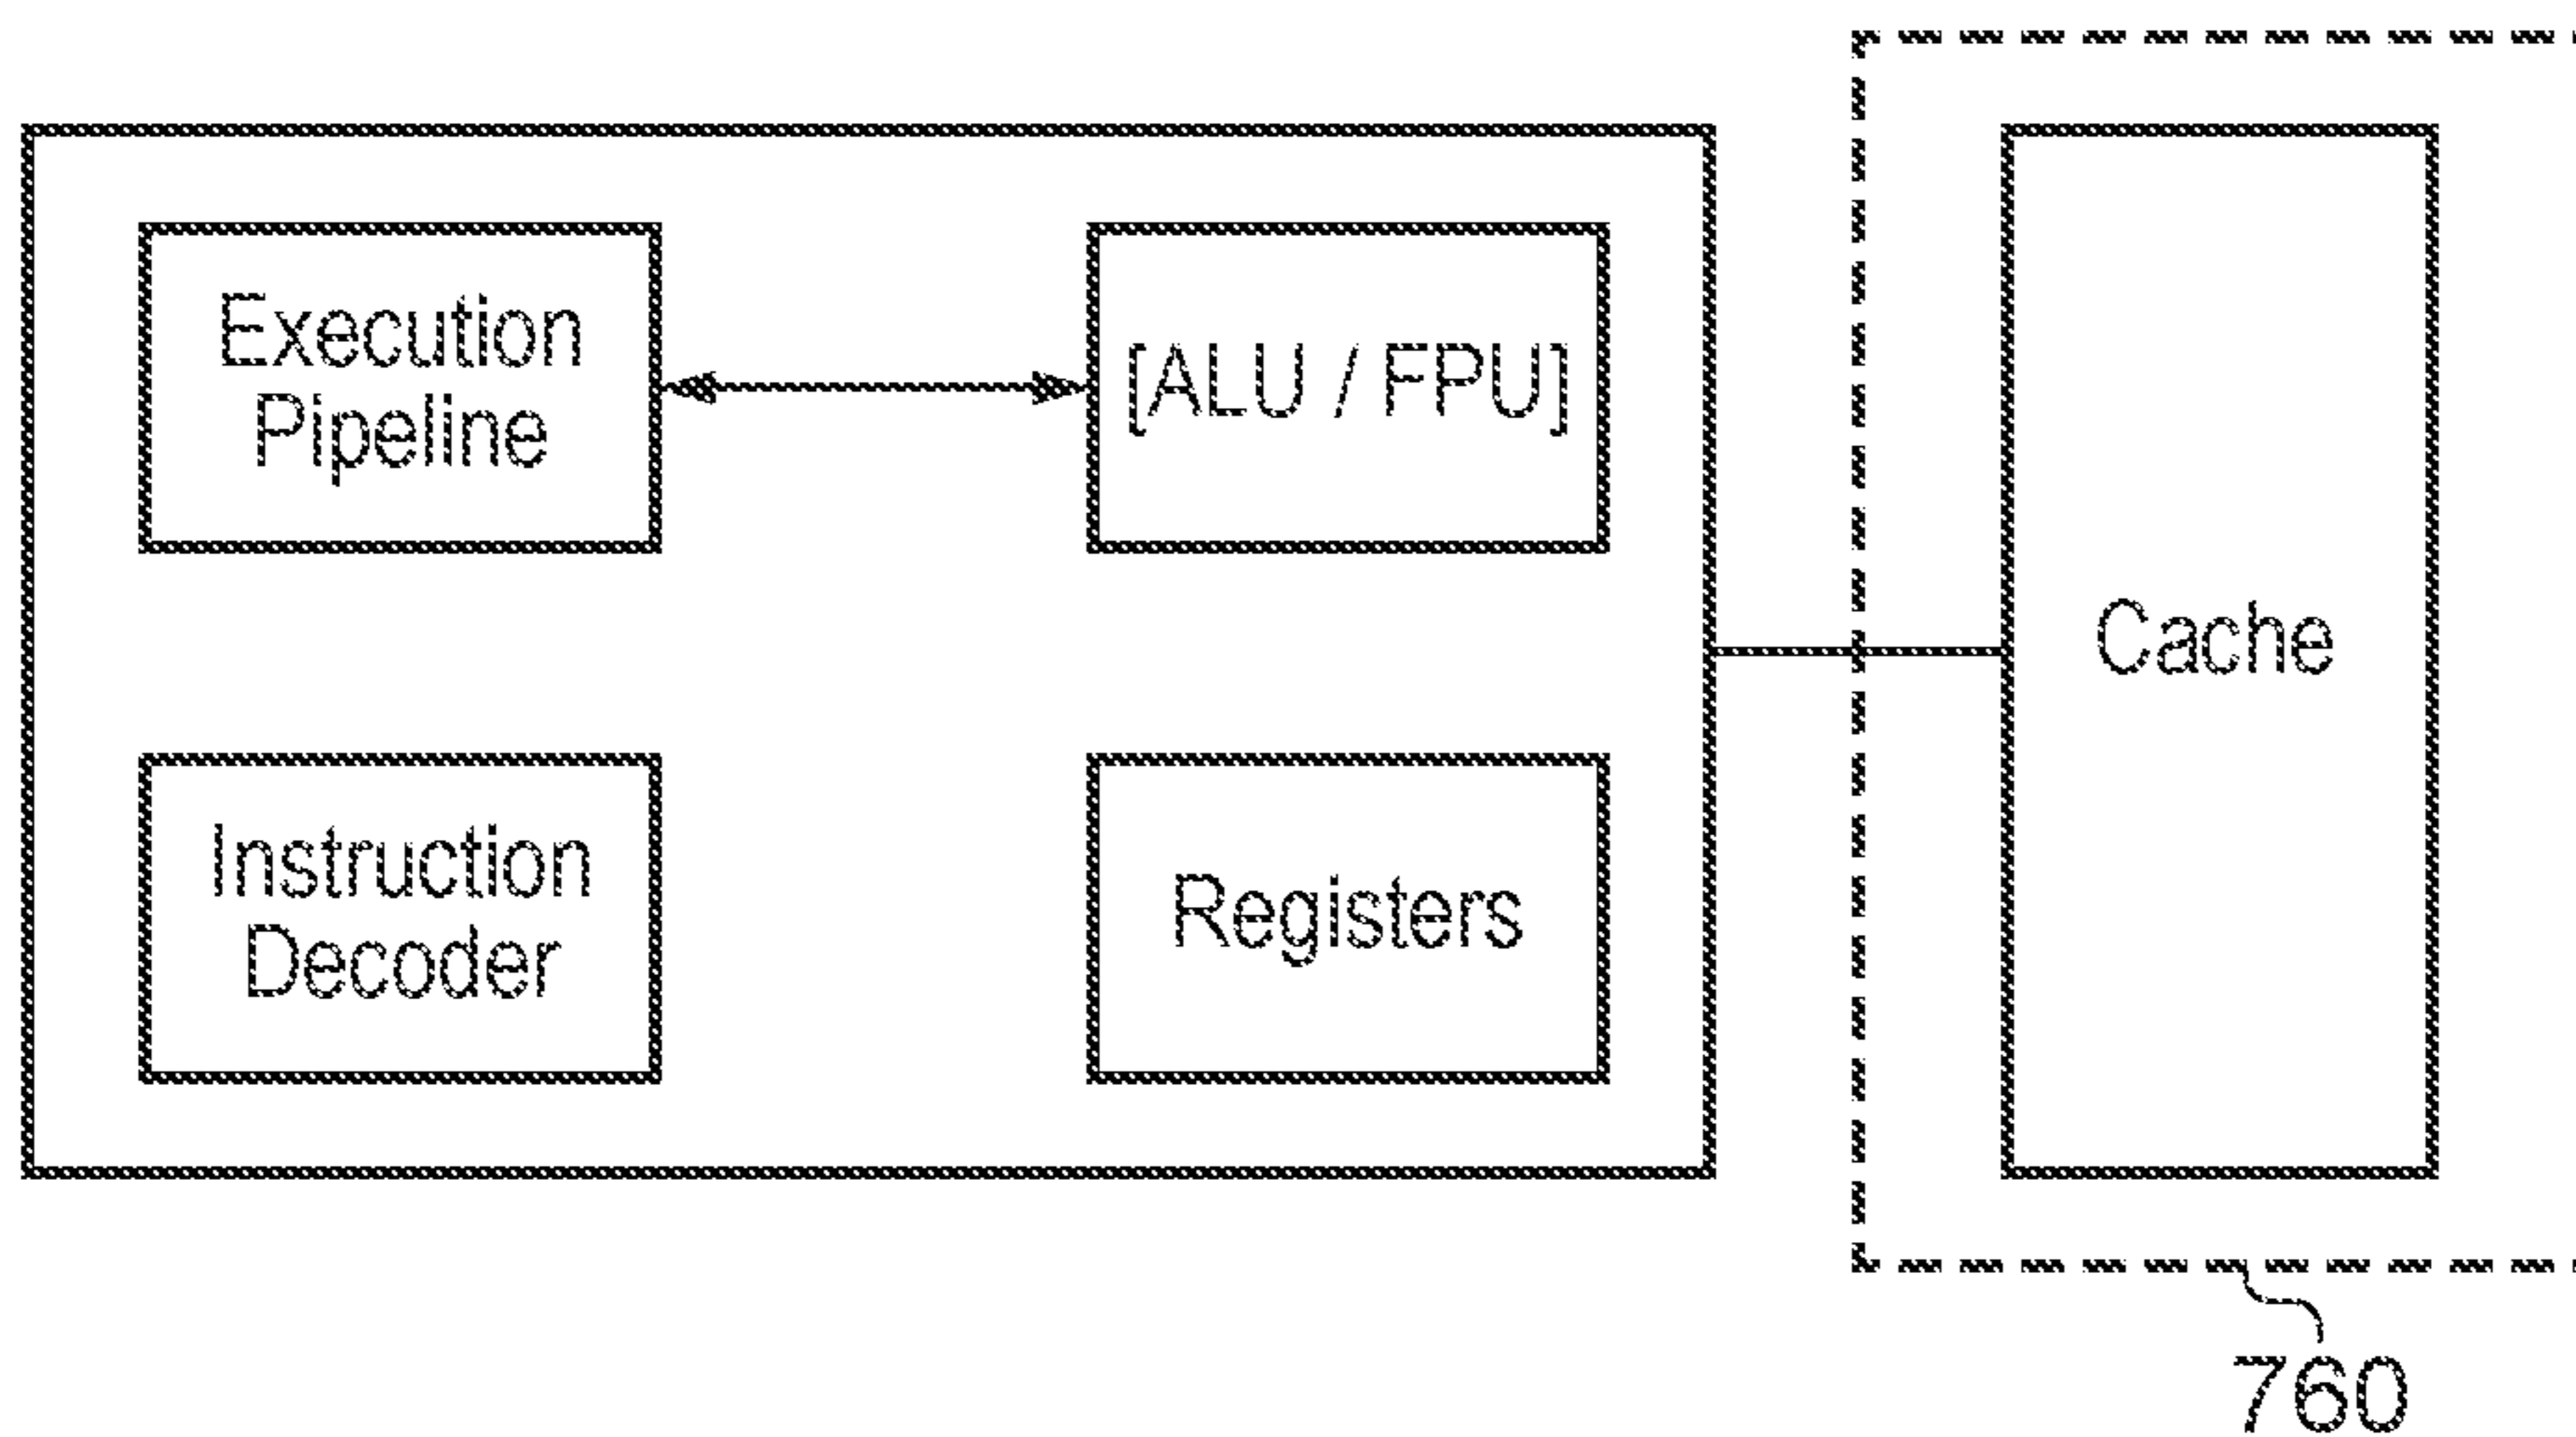 Execution
Pipeline
[ALU / FPU]
Cache
Instruction
Decoder
Registers
760